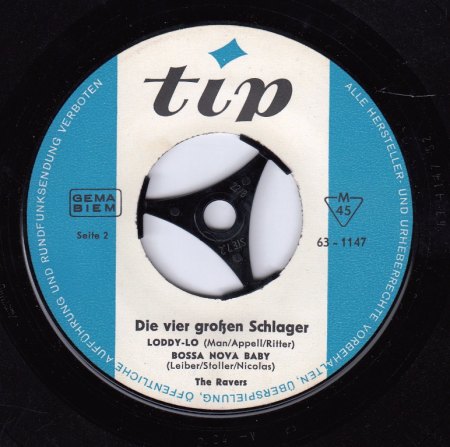 tip
GEMA
BIEM
Seite 2
M
45
63 - 1147
Die vier großen Schlager
LODDY-LO (Man/Appell/Ritter)
BOSSA NOVA BABY
(Leiber/Stoller/Nicolas)
The Ravers
ALLE HERSTELLER- UND URHEBERRECHTE VORBEHALTEN, ÜBERSPIELUNG, ÖFFENTLICHE AUFFÜHRUNG UND RUNDFUNKSENDUNG VERBOTEN